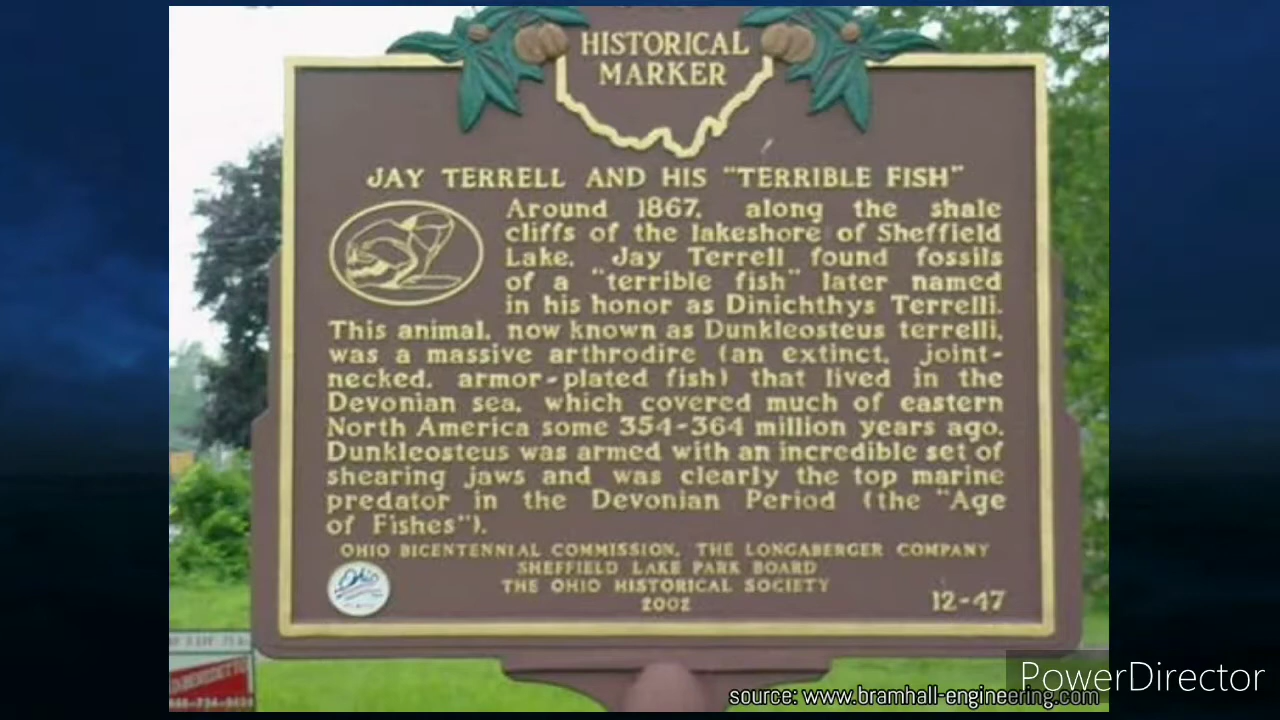 HISTORICAL
MARKER
JAY TERRELL AND HIS "TERRIBLE FISH"
Around 1867, along the shale
cliffs of the lakeshore of Sheffield
Lake, Jay Terrell found fossils
of a "terrible fish" later named
in his honor as Dinichthys Terrelli.
This animal, now known as Dunkleosteus terrelli,
was a massive arthrodire (an extinct, joint-
necked, armor-plated fish) that lived in the
Devonian sea, which covered much of eastern
North America some 354-364 million years ago.
Dunkleosteus was armed with an incredible set of
shearing jaws and was clearly the top marine
predator in the Devonian Period (the "Age
of Fishes").
OHIO BICENTENNIAL COMMISSION, THE LONGABERGER COMPANY
SHEFFIELD LAKE PARK BOARD
THE OHIO HISTORICAL SOCIETY
2002
12-47
Ohio
PowerDirector
source: www.bramhall-engineering.com